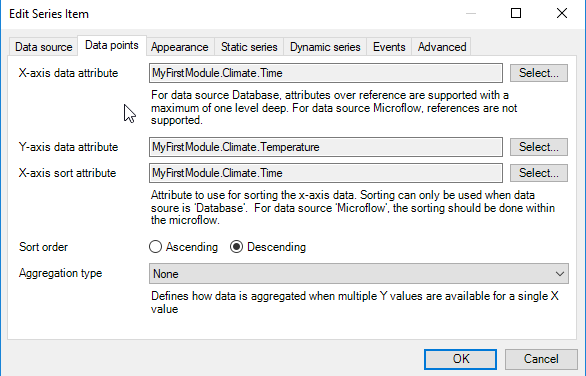 Edit Series Item
Data source Data points Appearance Static series Dynamic series Events Advanced
X-axis data attribute MyFirstModule.Climate.Time Select...
For data source Database, attributes over reference are supported with a
maximum of one level deep. For data source Microflow, references are not
supported.
Y-axis data attribute MyFirstModule.Climate.Temperature Select...
X-axis sort attribute MyFirstModule.Climate.Time Select...
Attribute to use for sorting the x-axis data. Sorting can only be used when data
soure is 'Database'. For data source 'Microflow', the sorting should be done within
the microflow.
Sort order Ascending Descending
Aggregation type None
Defines how data is aggregated when multiple Y values are available for a single X
value
OK Cancel